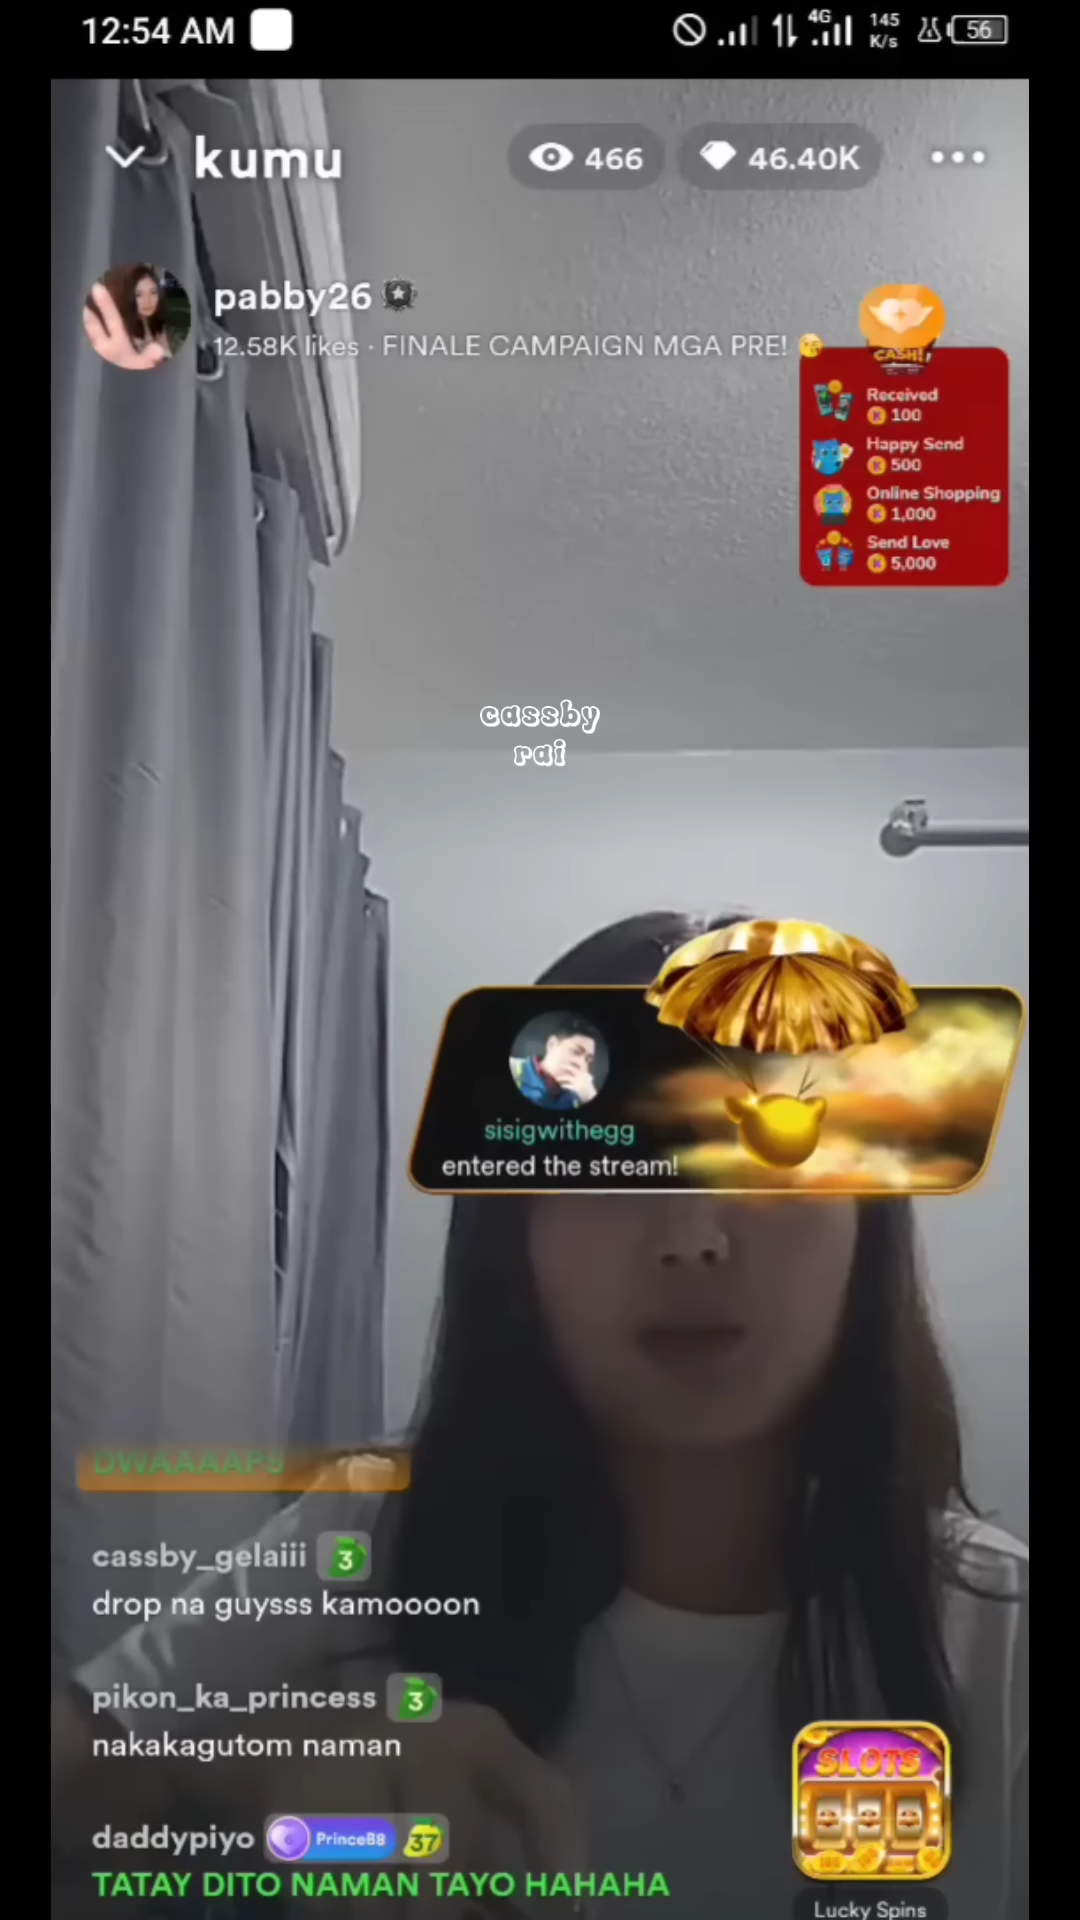 12:54 AM 4G 145 K/s 56
kumu 466 46.40K
pabby26
12.58K likes · FINALE CAMPAIGN MGA PRE!
CASH!
Received
100
Happy Send
500
Online Shopping
1,000
Send Love
5,000
cassby
rai
sisigwithegg
entered the stream!
DWAAAAPS
cassby_gelaiii 3
drop na guysss kamoooon
pikon_ka_princess 3
nakakagutom naman
daddypiyo PrinceBB 37
TATAY DITO NAMAN TAYO HAHAHA
SLOTS
Lucky Spins